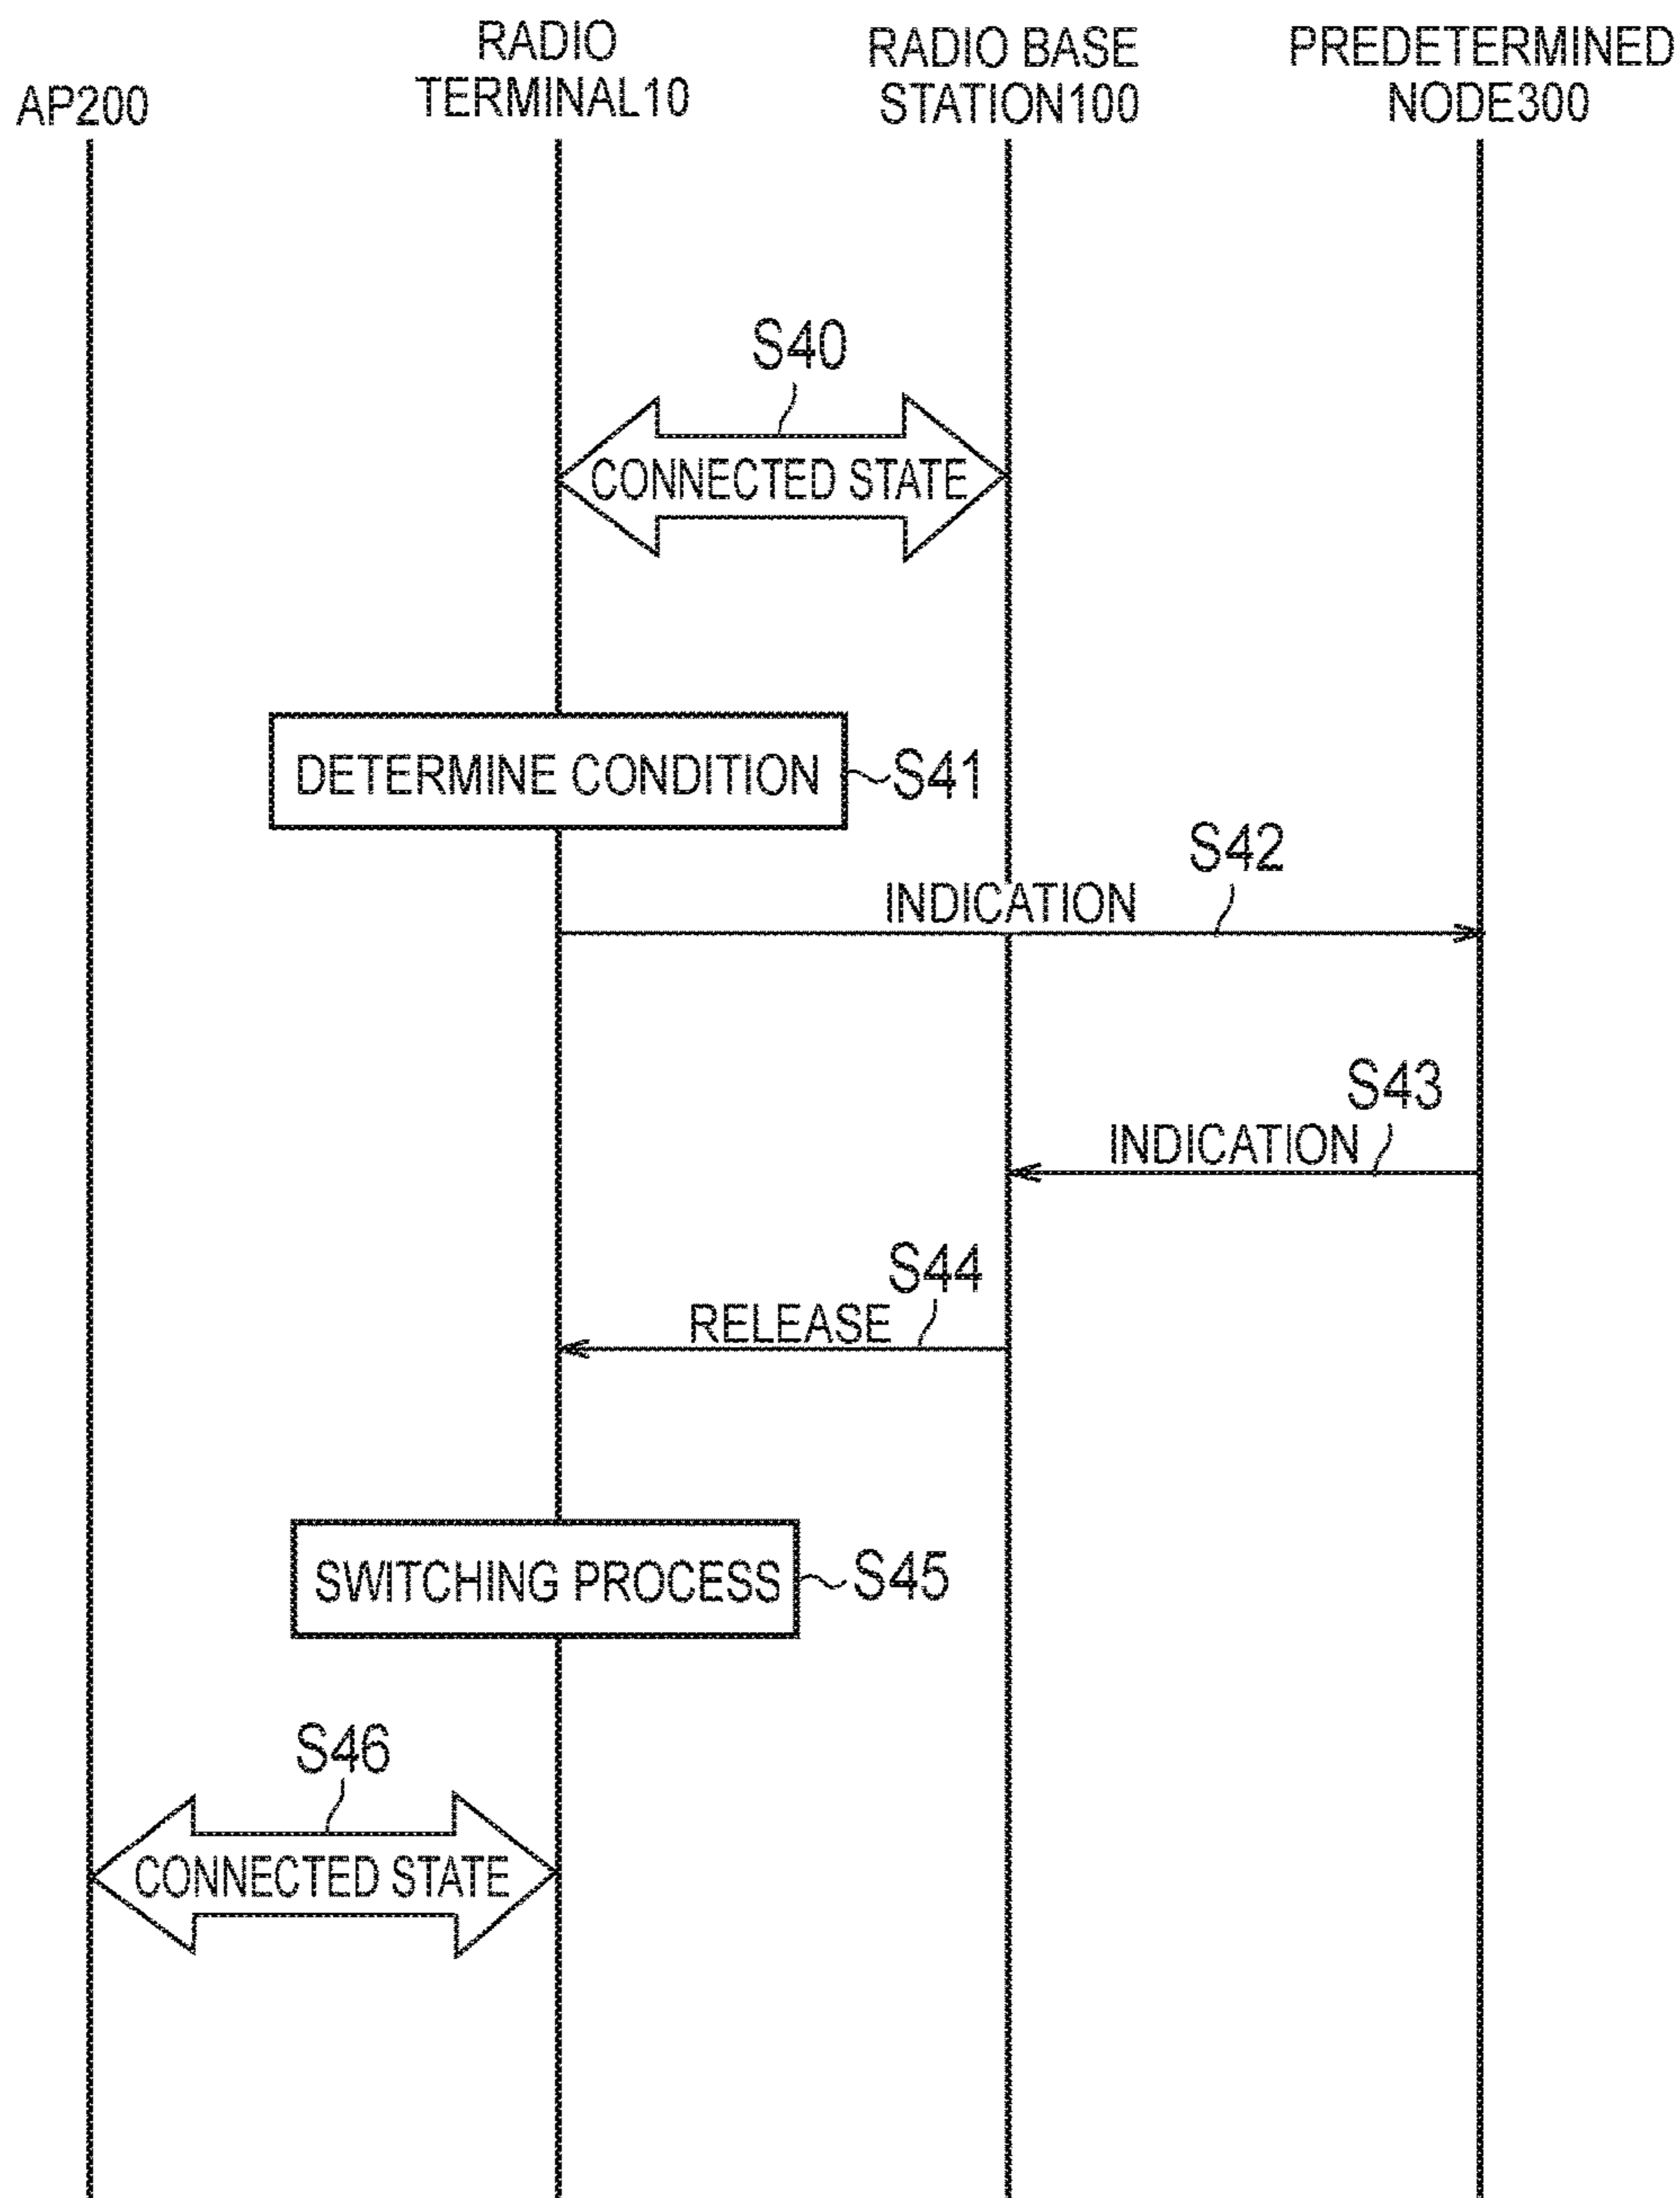 AP200
RADIO
TERMINAL10
RADIO BASE
STATION100
PREDETERMINED
NODE300
S40
CONNECTED STATE
DETERMINE CONDITION
S41
S42
INDICATION
S43
INDICATION
S44
RELEASE
SWITCHING PROCESS
S45
S46
CONNECTED STATE